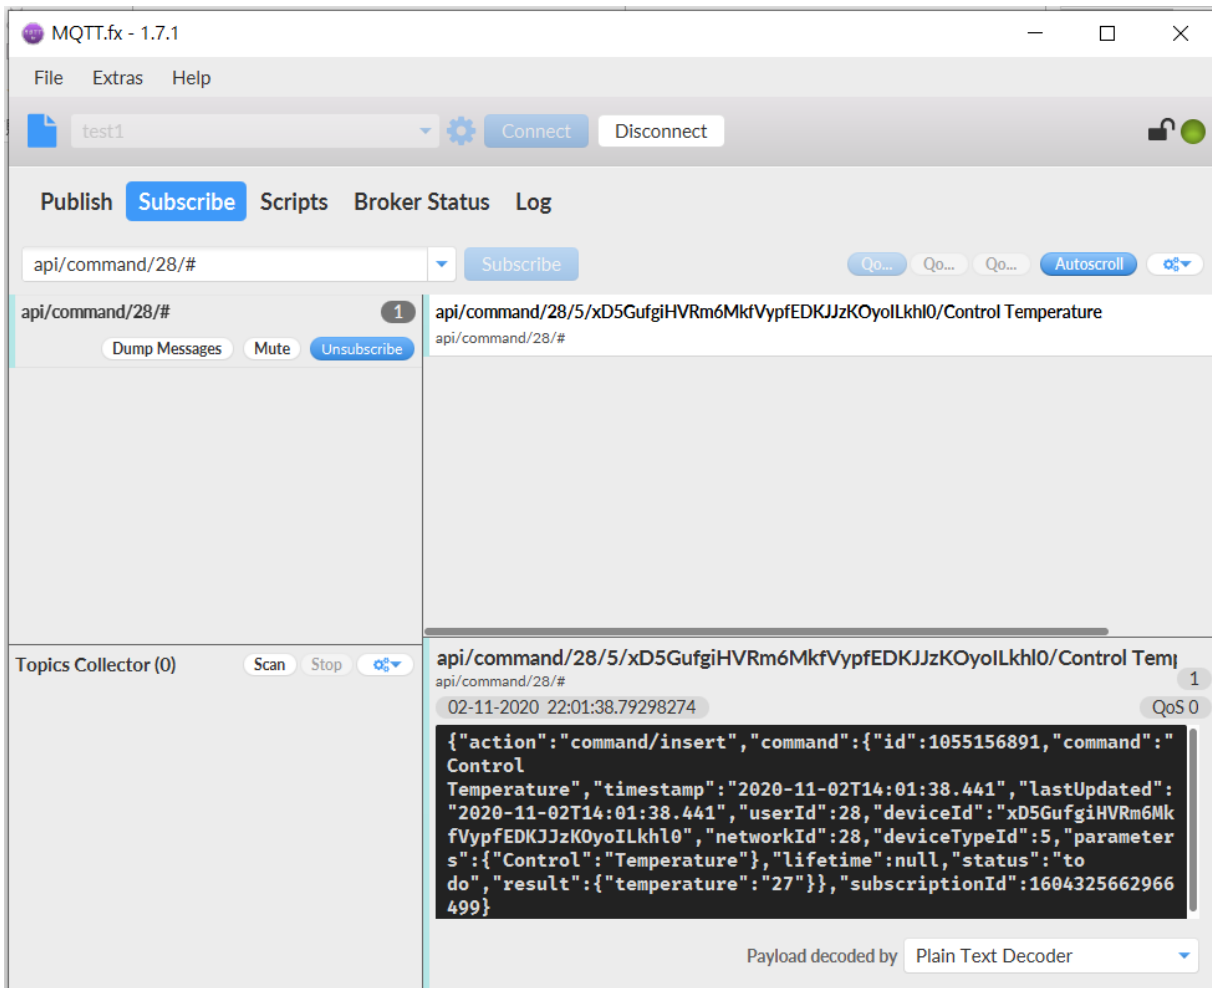 MQTT.fx - 1.7.1
File Extras Help
test1 Connect Disconnect
Publish Subscribe Scripts Broker Status Log
api/command/28/# Subscribe Qo... Qo... Qo... Autoscroll
api/command/28/# 1
Dump Messages Mute Unsubscribe
api/command/28/5/xD5GufgiHVRm6MkfVypfEDKJJzKOyoILkhl0/Control Temperature
api/command/28/#
Topics Collector (0) Scan Stop
api/command/28/5/xD5GufgiHVRm6MkfVypfEDKJJzKOyoILkhl0/Control Temp
1
api/command/28/#
02-11-2020 22:01:38.79298274 QoS 0
{"action":"command/insert","command":{"id":1055156891,"command":"
Control
Temperature","timestamp":"2020-11-02T14:01:38.441","lastUpdated":
"2020-11-02T14:01:38.441","userId":28,"deviceId":"xD5GufgiHVRm6Mk
fVypfEDKJJzKOyoILkhl0","networkId":28,"deviceTypeId":5,"parameter
s":{"Control":"Temperature"},"lifetime":null,"status":"to
do","result":{"temperature":"27"}},"subscriptionId":1604325662966
499}
Payload decoded by Plain Text Decoder